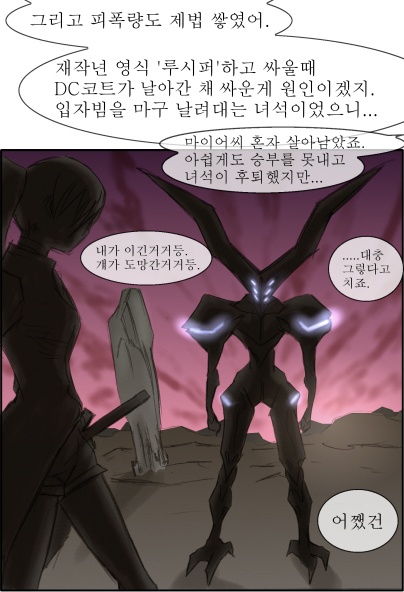 그리고 피폭량도 제법 쌓였어.
재작년 영식 '루시퍼'하고 싸울때
DC코트가 날아간 채 싸운게 원인이겠지.
입자빔을 마구 날려대는 녀석이었으니...
마이어씨 혼자 살아남았죠.
아쉽게도 승부를 못내고
녀석이 후퇴했지만...
내가 이긴거거등.
걔가 도망간거거등.
.....대충
그렇다고
치죠.
어쨌건